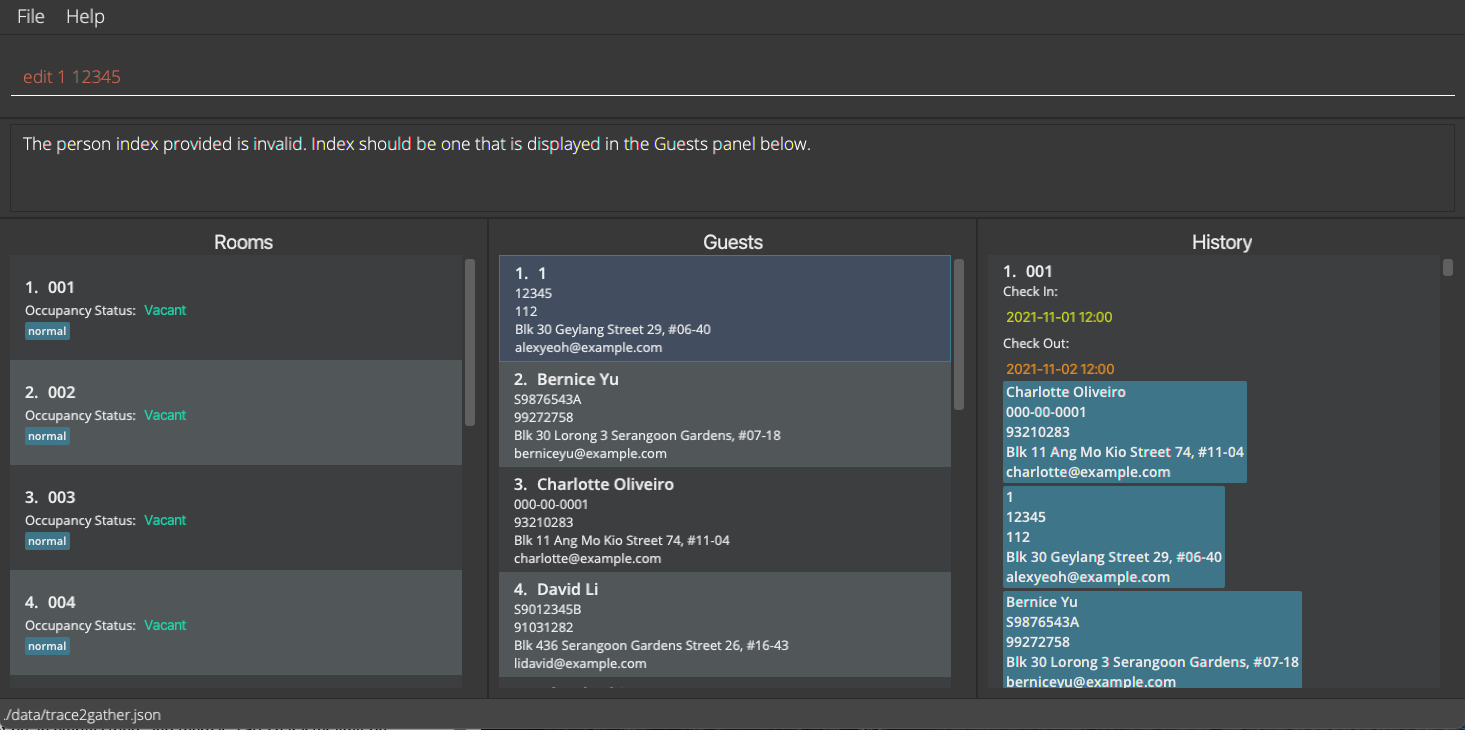 File Help
edit 1 12345
The person index provided is invalid. Index should be one that is displayed in the Guests panel below.
Rooms
1. 001
Occupancy Status: Vacant
normal
2. 002
Occupancy Status: Vacant
normal
3. 003
Occupancy Status: Vacant
normal
4. 004
Occupancy Status: Vacant
normal
Guests
1. 1
12345
112
Blk 30 Geylang Street 29, #06-40
alexyeoh@example.com
2. Bernice Yu
S9876543A
99272758
Blk 30 Lorong 3 Serangoon Gardens, #07-18
berniceyu@example.com
3. Charlotte Oliveiro
000-00-0001
93210283
Blk 11 Ang Mo Kio Street 74, #11-04
charlotte@example.com
4. David Li
S9012345B
91031282
Blk 436 Serangoon Gardens Street 26, #16-43
lidavid@example.com
History
1. 001
Check In:
2021-11-01 12:00
Check Out:
2021-11-02 12:00
Charlotte Oliveiro
000-00-0001
93210283
Blk 11 Ang Mo Kio Street 74, #11-04
charlotte@example.com
1
12345
112
Blk 30 Geylang Street 29, #06-40
alexyeoh@example.com
Bernice Yu
S9876543A
99272758
Blk 30 Lorong 3 Serangoon Gardens, #07-18
berniceyu@example.com
./data/trace2gather.json